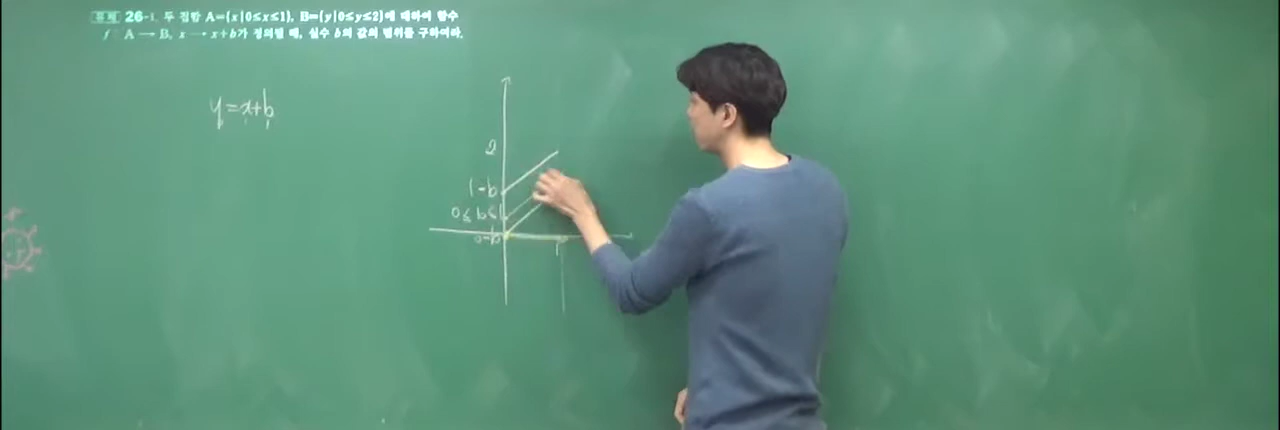 유제 26-1. 두 집합 A={x|0≤x≤1}, B={y|0≤y≤2}에 대하여 함수
f : A → B, x → x+b가 정의될 때, 실수 b의 값의 범위를 구하여라.
y=x+b
2
1-b
0≤b≤1
0-b
1